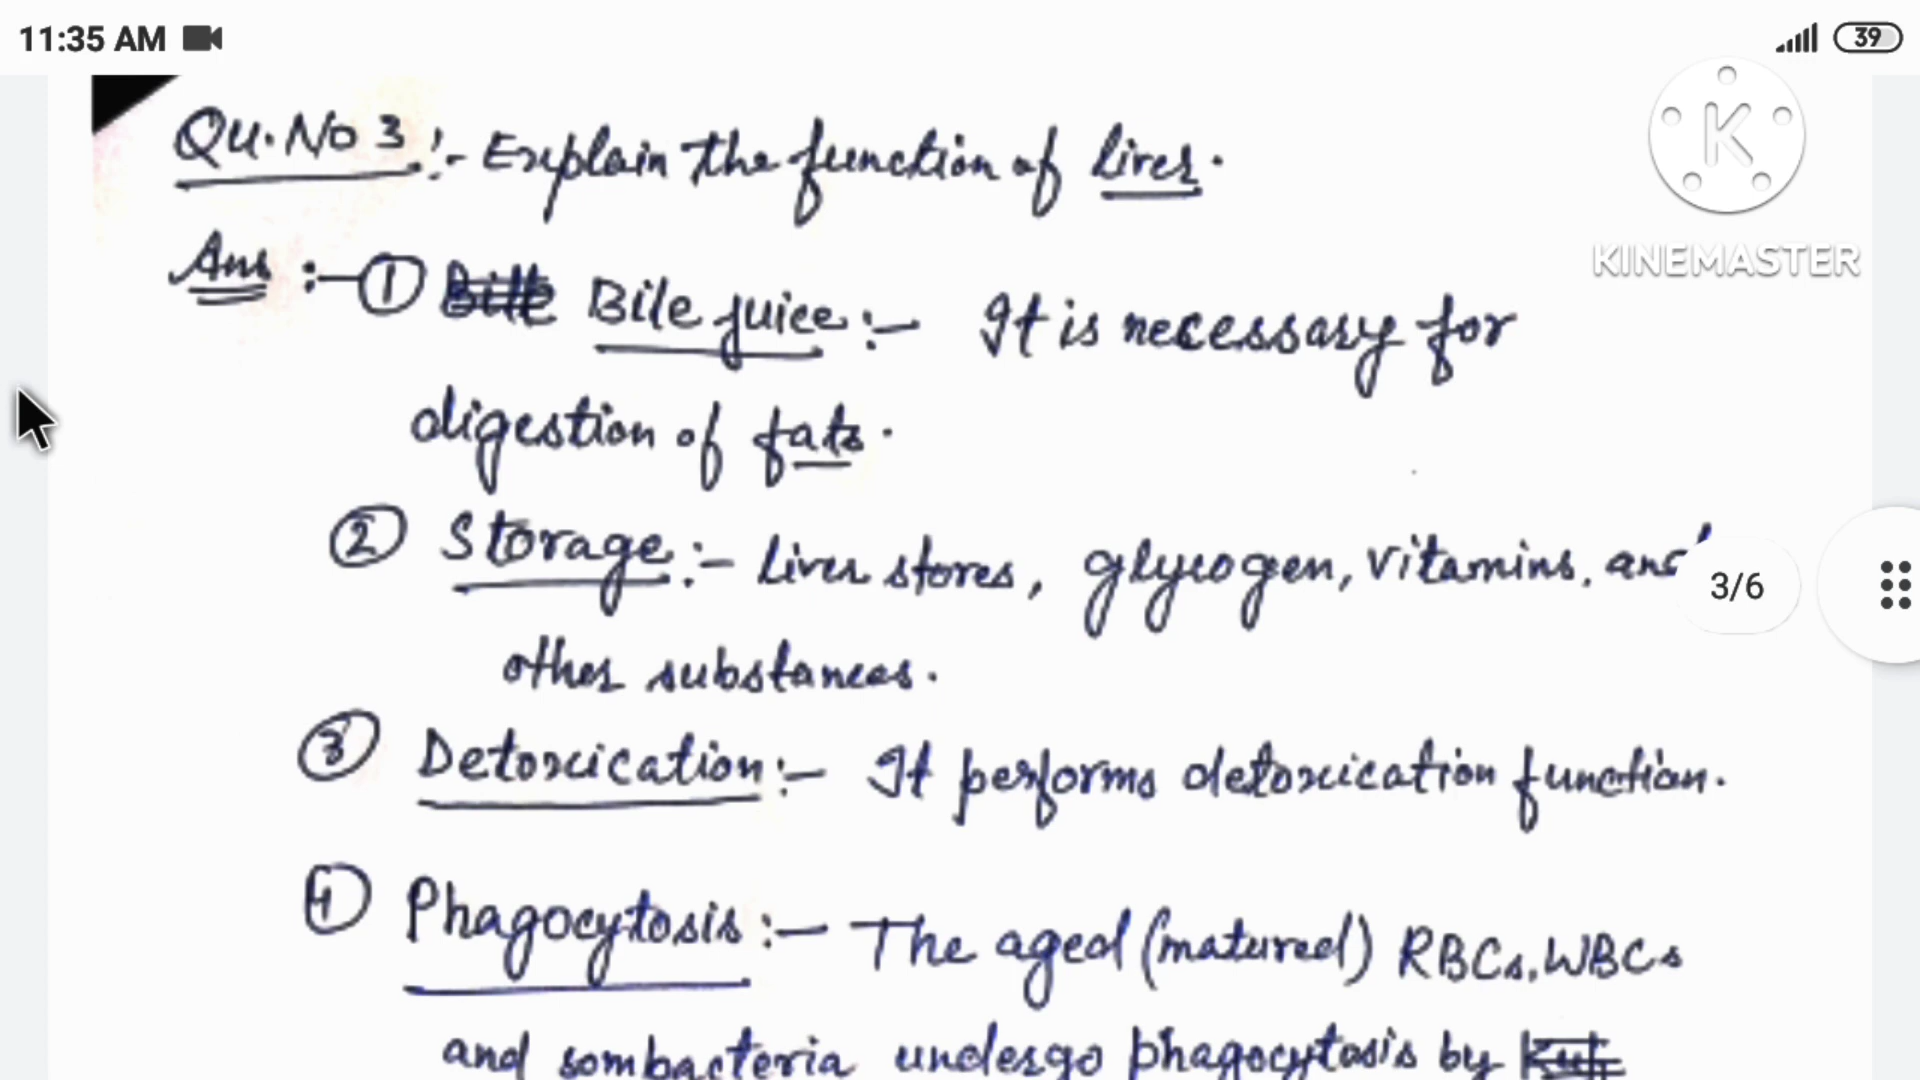 11:35 AM
39
KINEMASTER
Qu. No 3 :- Explain the function of liver.
Ans :- ① Bile juice :- It is necessary for
digestion of fats.
② Storage :- Liver stores, glycogen, vitamins, and
3/6
other substances.
③ Detoxication :- It performs detoxication function.
④ Phagocytosis :- The aged (matured) RBCs, WBCs
and sombacteria undergo phagocytosis by